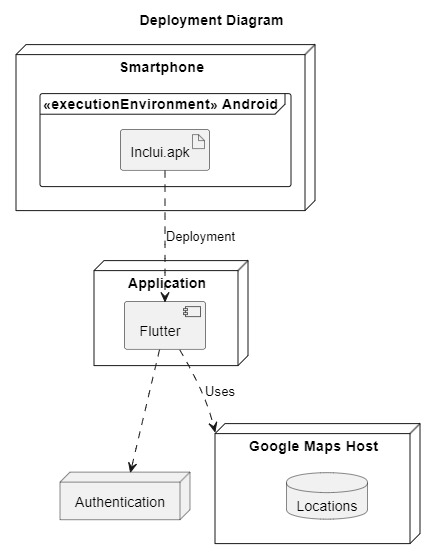 Deployment Diagram
Smartphone
«executionEnvironment» Android
Inclui.apk
Deployment
Application
Flutter
Uses
Google Maps Host
Authentication
Locations